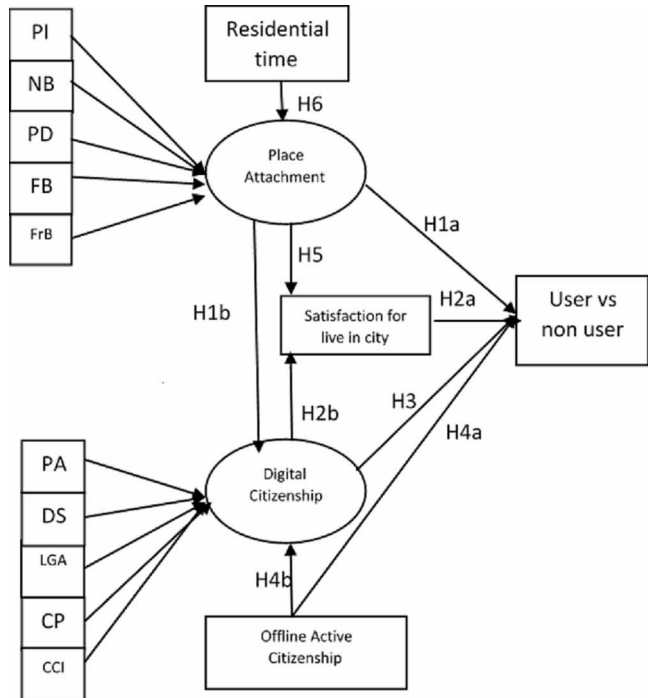 PI
NB
PD
FB
FrB
Residential
time
H6
Place
Attachment
H1a
H5
H1b
Satisfaction for
live in city
H2a
User vs
non user
H2b
H3
H4a
PA
DS
LGA
CP
CCI
Digital
Citizenship
H4b
Offline Active
Citizenship